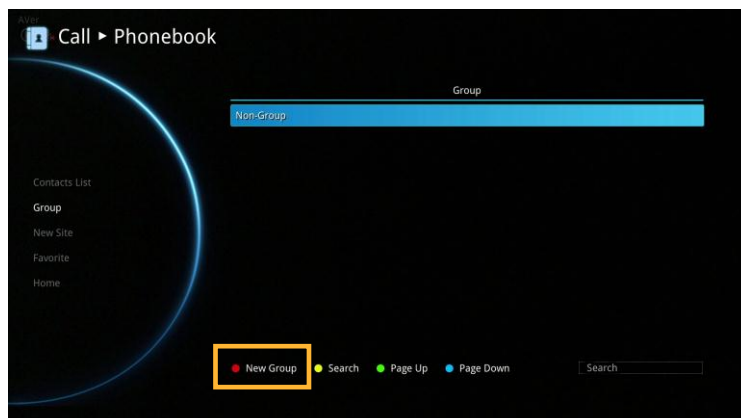 AVer
Call ► Phonebook
Group
Non-Group
Contacts List
Group
New Site
Favorite
Home
New Group Search Page Up Page Down Search